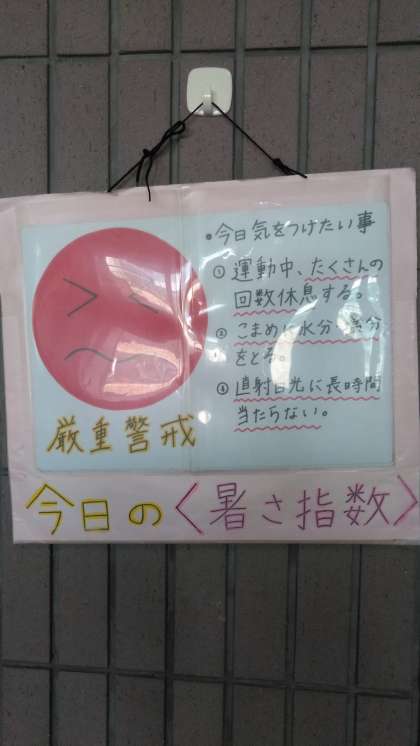 •今日気をつけたい事
①運動中、たくさんの
回数休息する。
②こまめに水分 塩分
をとる。
④直射日光に長時間
当たらない。
厳重警戒
今日の〈暑さ指数〉